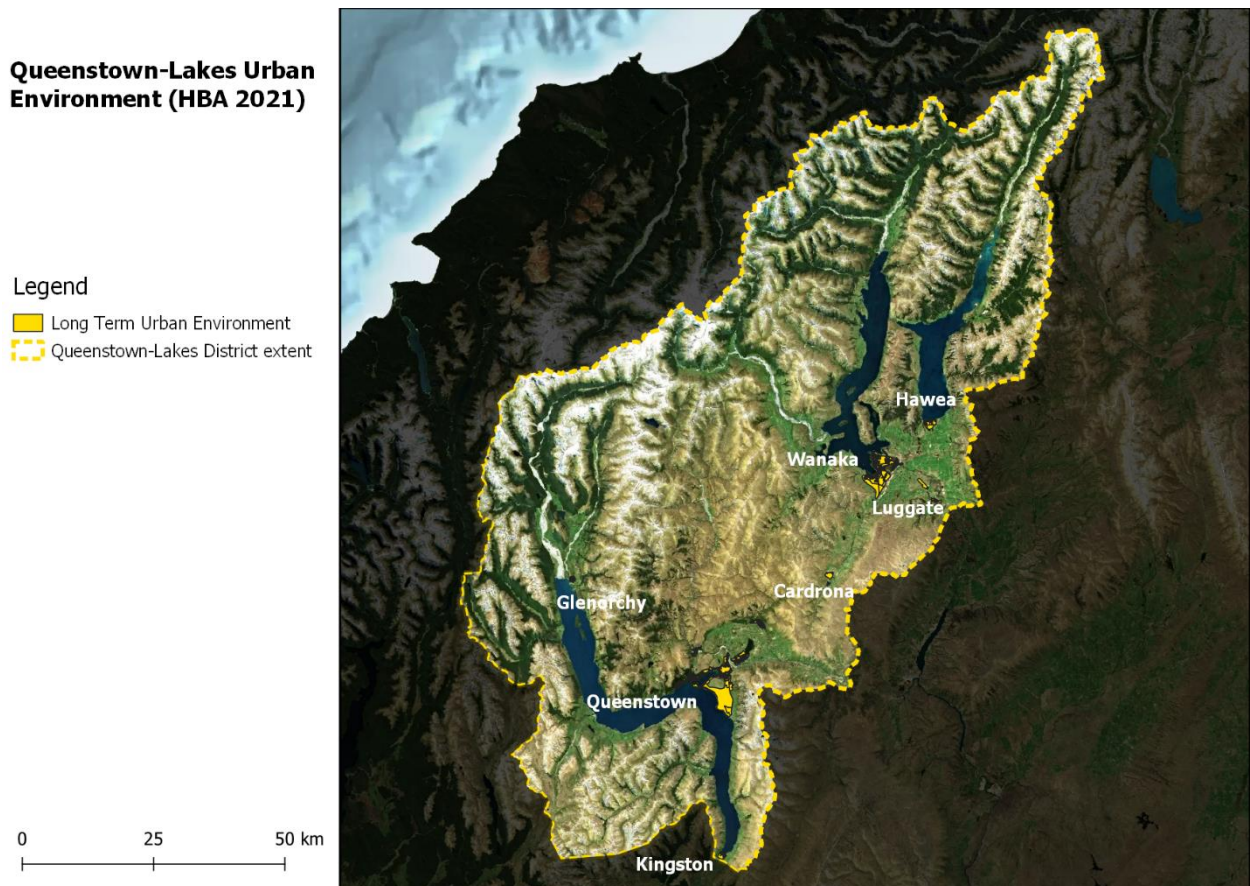 Queenstown-Lakes Urban
Environment (HBA 2021)
Legend
Long Term Urban Environment
Queenstown-Lakes District extent
Hawea
Wanaka
Luggate
Cardrona
Glenorchy
Queenstown
Kingston
0 25 50 km